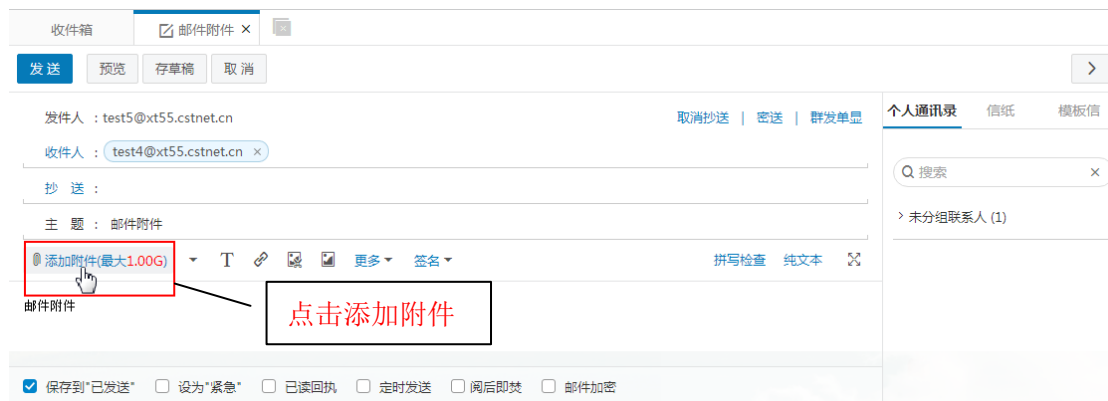 收件箱 邮件附件 ×
发送 预览 存草稿 取消
发件人 : test5@xt55.cstnet.cn 取消抄送 | 密送 | 群发单显
收件人 : test4@xt55.cstnet.cn ×
抄 送 :
主 题 : 邮件附件
添加附件(最大1.00G) T 更多 签名 拼写检查 纯文本
邮件附件
点击添加附件
保存到"已发送" 设为"紧急" 已读回执 定时发送 阅后即焚 邮件加密
个人通讯录 信纸 模板信
搜索 ×
未分组联系人 (1)